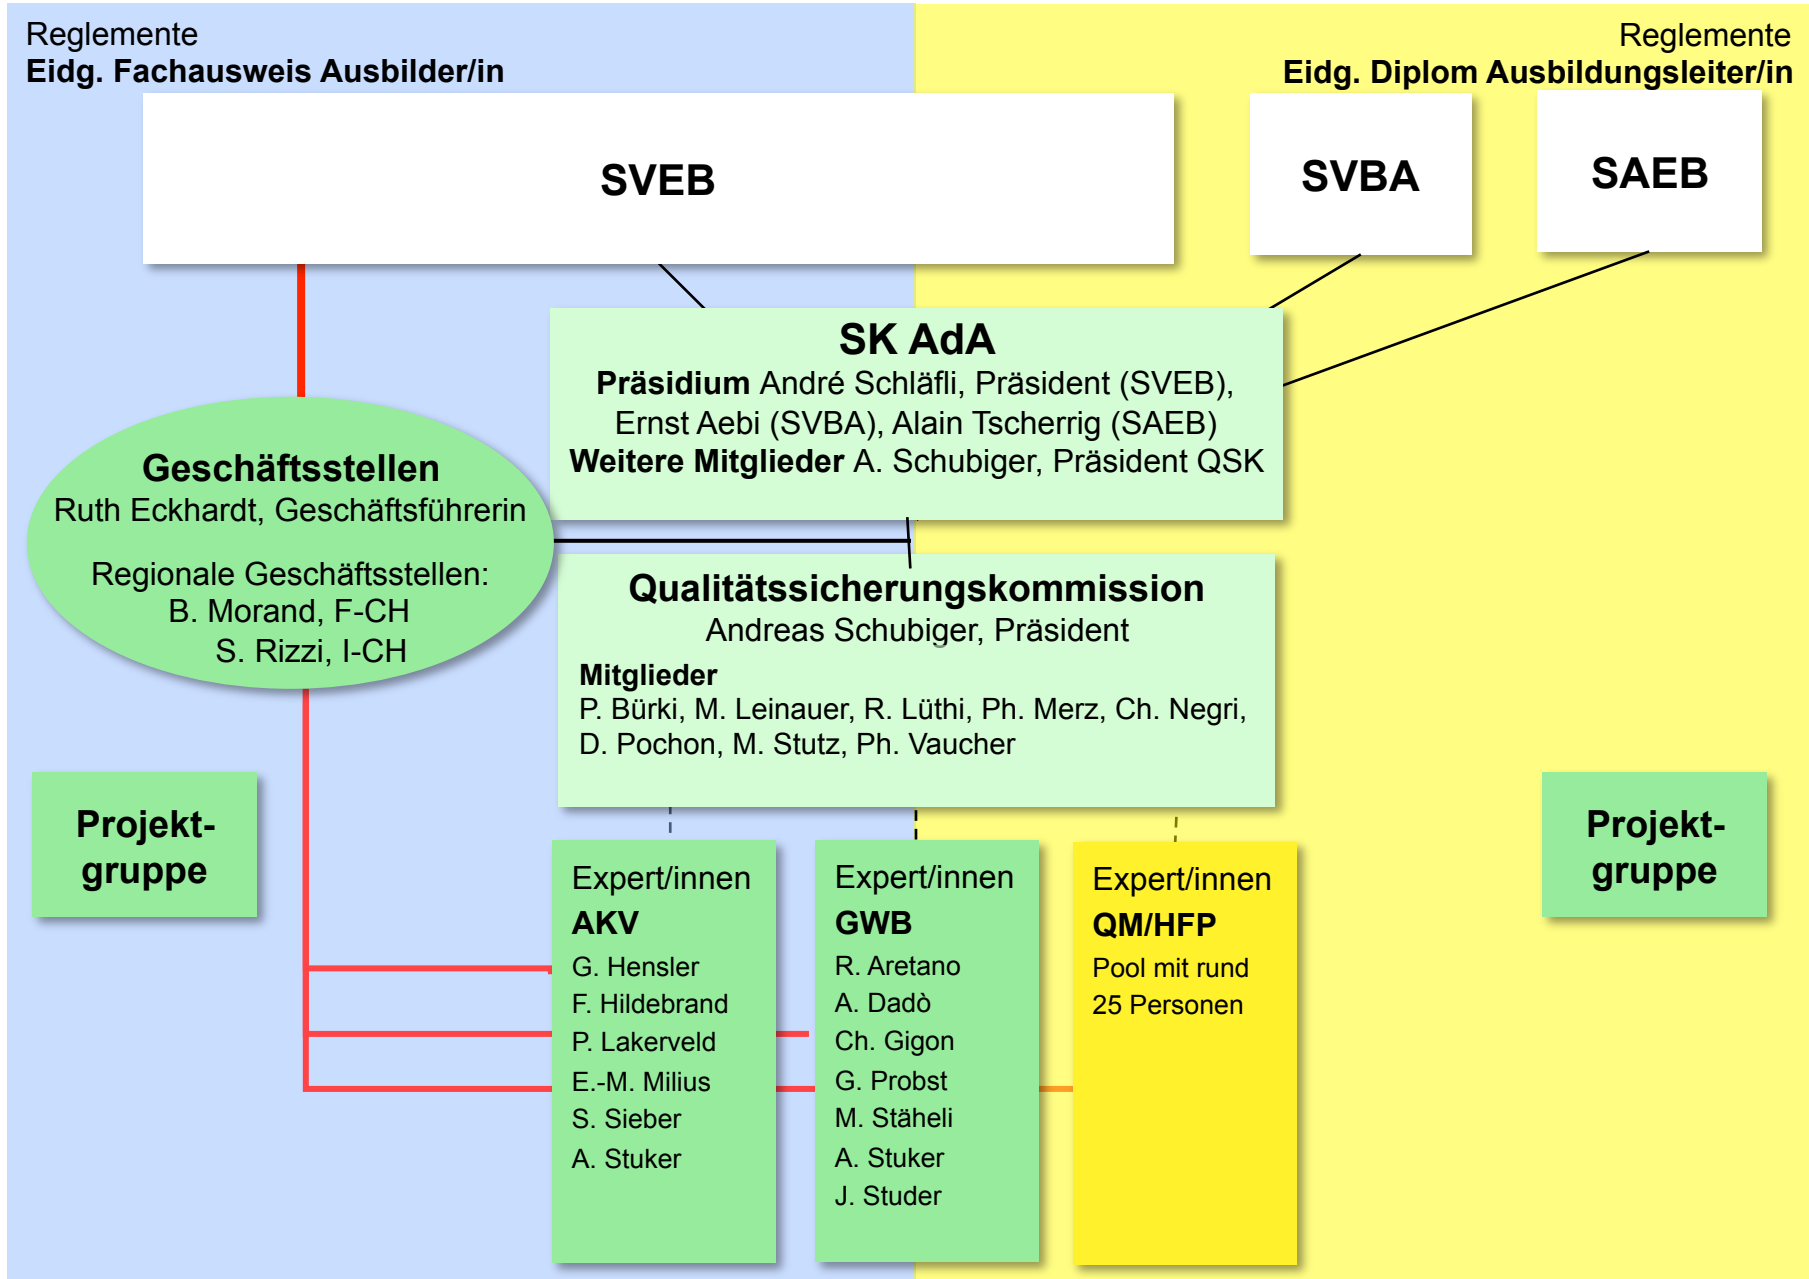 Reglemente
Eidg. Fachausweis Ausbilder/in
Reglemente
Eidg. Diplom Ausbildungsleiter/in
SVEB
SVBA
SAEB
SK AdA
Präsidium André Schläfli, Präsident (SVEB),
Ernst Aebi (SVBA), Alain Tscherrig (SAEB)
Weitere Mitglieder A. Schubiger, Präsident QSK
Geschäftsstellen
Ruth Eckhardt, Geschäftsführerin
Regionale Geschäftsstellen:
B. Morand, F-CH
S. Rizzi, I-CH
Qualitätssicherungskommission
Andreas Schubiger, Präsident
Mitglieder
P. Bürki, M. Leinauer, R. Lüthi, Ph. Merz, Ch. Negri,
D. Pochon, M. Stutz, Ph. Vaucher
Projekt-
gruppe
Projekt-
gruppe
Expert/innen
AKV
G. Hensler
F. Hildebrand
P. Lakerveld
E.-M. Milius
S. Sieber
A. Stuker
Expert/innen
GWB
R. Aretano
A. Dadò
Ch. Gigon
G. Probst
M. Stäheli
A. Stuker
J. Studer
Expert/innen
QM/HFP
Pool mit rund
25 Personen